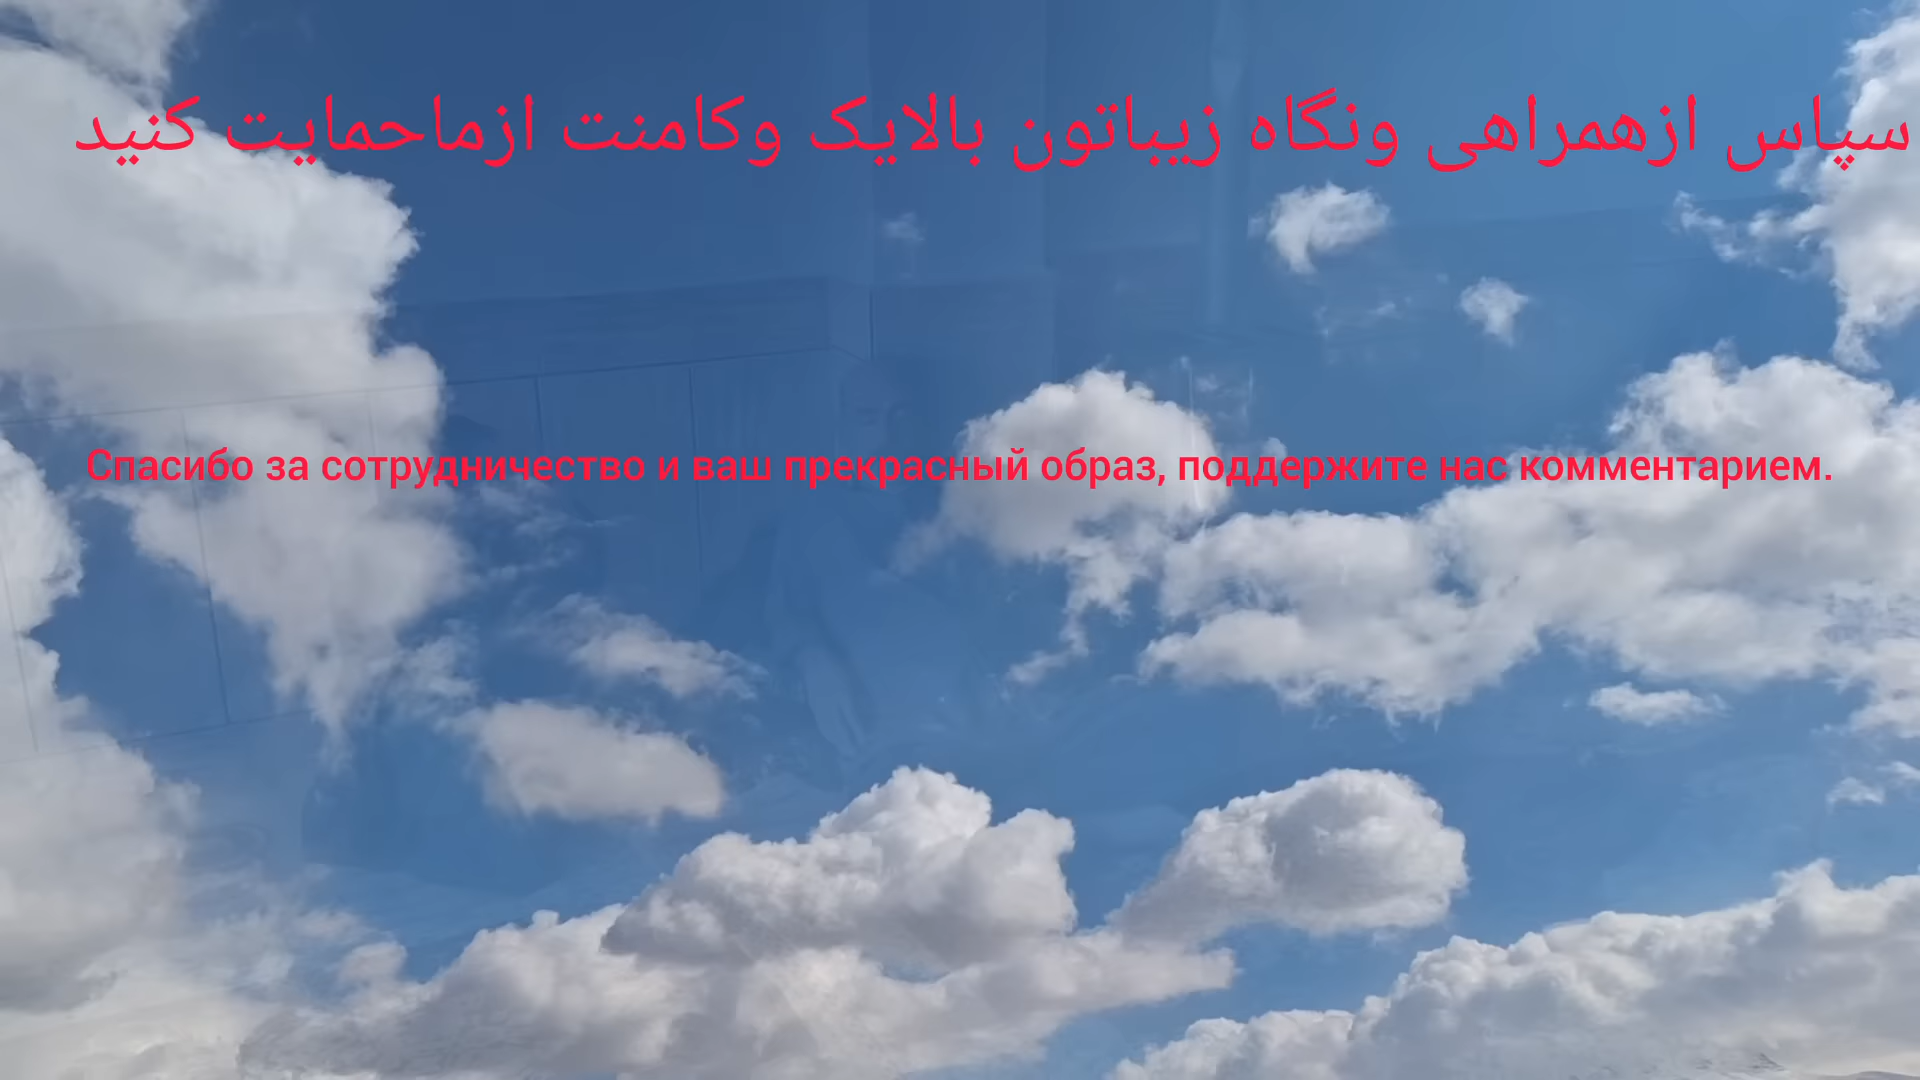 سپاس ازهمراهی ونگاه زیباتون بالایک وکامنت ازماحمایت کنید
Спасибо за сотрудничество и ваш прекрасный образ, поддержите нас комментарием.